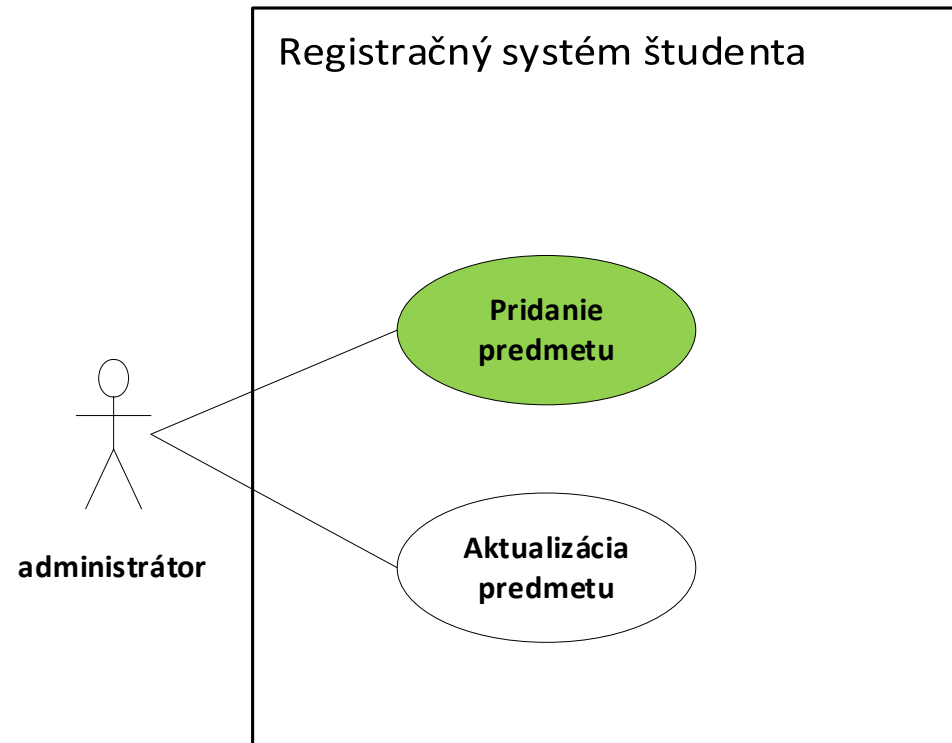 Registračný systém študenta
Pridanie
predmetu
administrátor
Aktualizácia
predmetu